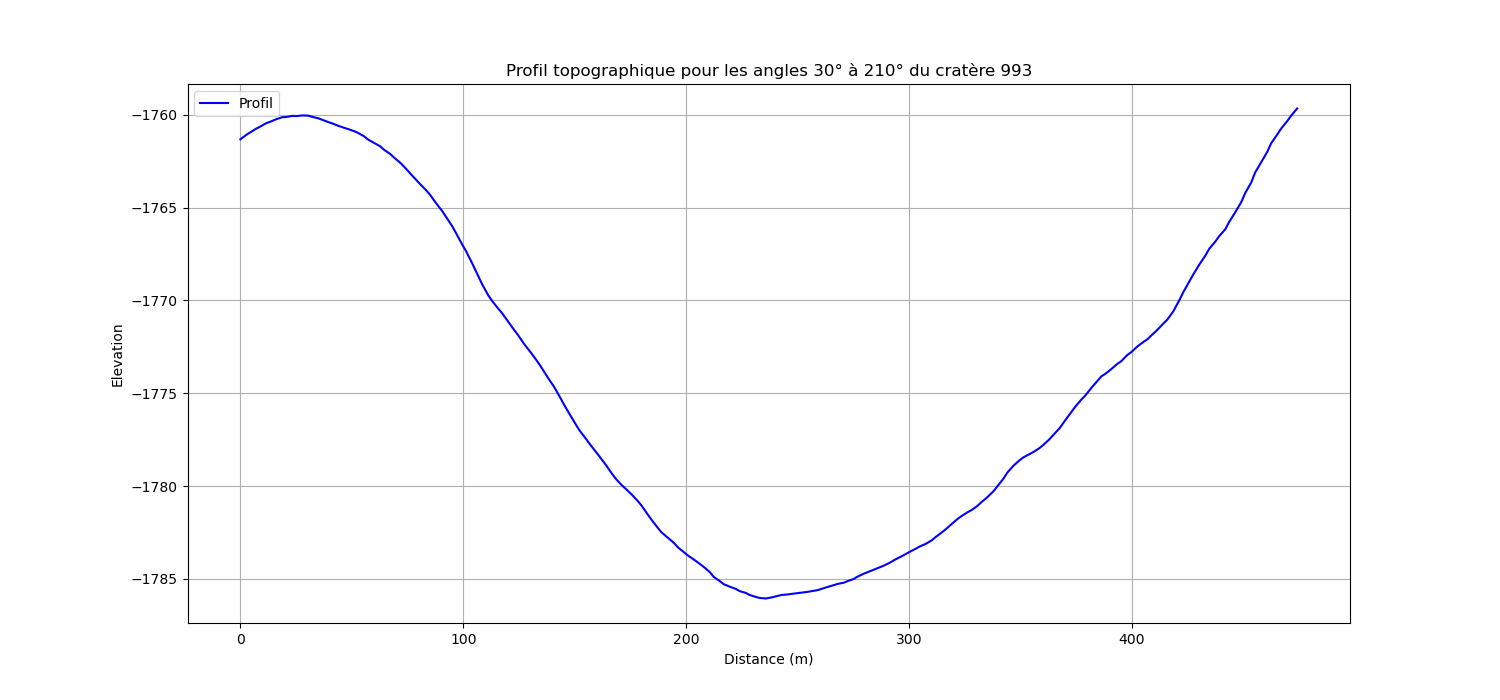 Profil topographique pour les angles 30° à 210° du cratère 993
Profil
−1760
−1765
−1770
−1775
−1780
−1785
Elevation
0 100 200 300 400
Distance (m)